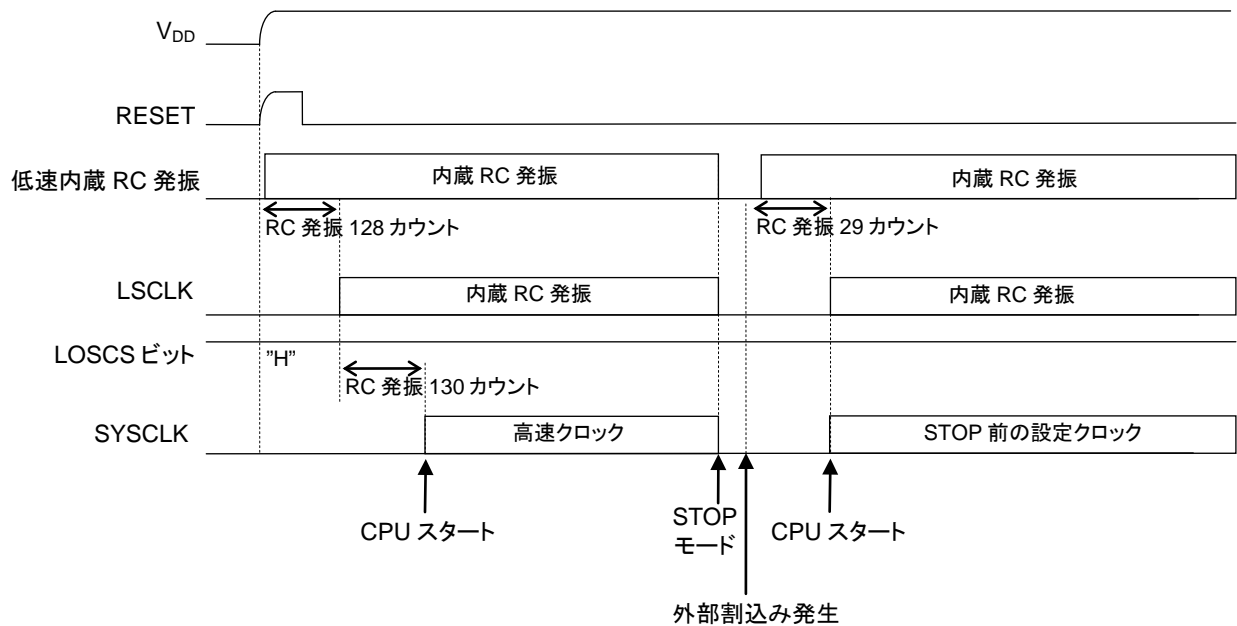 VDD
RESET
低速内蔵 RC 発振
内蔵 RC 発振
内蔵 RC 発振
RC 発振 128 カウント
RC 発振 29 カウント
LSCLK
内蔵 RC 発振
内蔵 RC 発振
LOSCS ビット
”H”
RC 発振 130 カウント
SYSCLK
高速クロック
STOP 前の設定クロック
CPU スタート
STOP
モード
CPU スタート
外部割込み発生